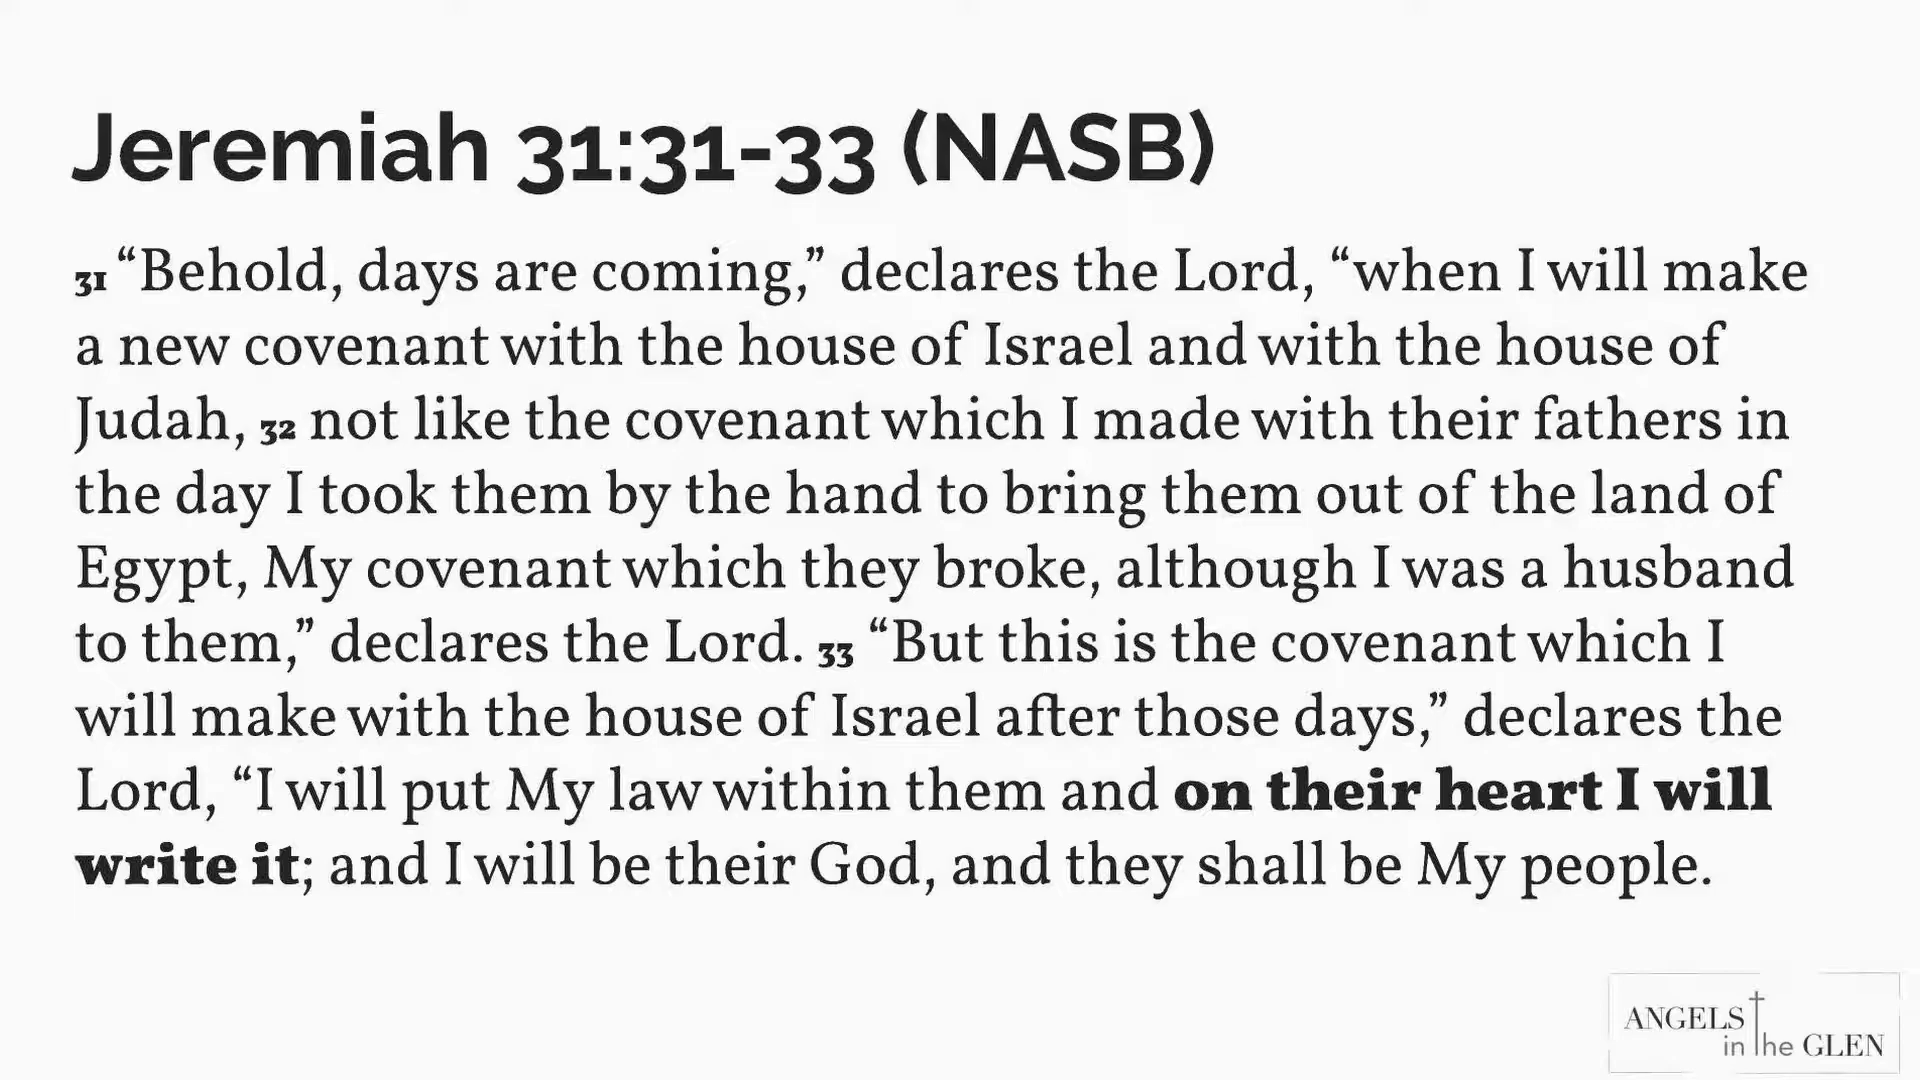 Jeremiah 31:31-33 (NASB)
31 “Behold, days are coming,” declares the Lord, “when I will make
a new covenant with the house of Israel and with the house of
Judah, 32 not like the covenant which I made with their fathers in
the day I took them by the hand to bring them out of the land of
Egypt, My covenant which they broke, although I was a husband
to them,” declares the Lord. 33 “But this is the covenant which I
will make with the house of Israel after those days,” declares the
Lord, “I will put My law within them and on their heart I will
write it; and I will be their God, and they shall be My people.
ANGELS
in the GLEN